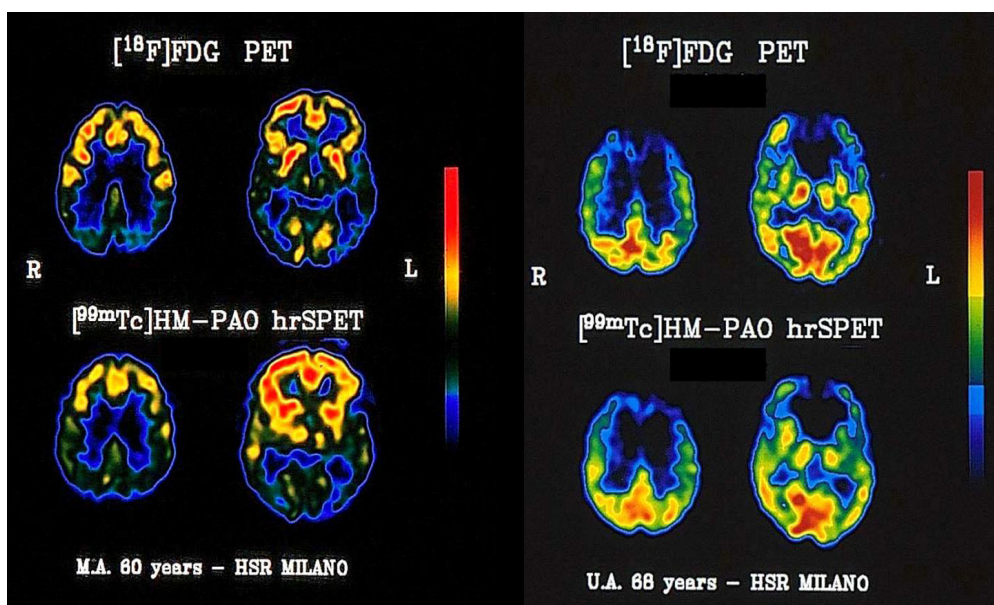 [¹⁸F]FDG PET
R
L
[⁹⁹ᵐTc]HM-PAO hrSPET
M.A. 60 years - HSR MILANO
[¹⁸F]FDG PET
R
L
[⁹⁹ᵐTc]HM-PAO hrSPET
U.A. 68 years - HSR MILANO